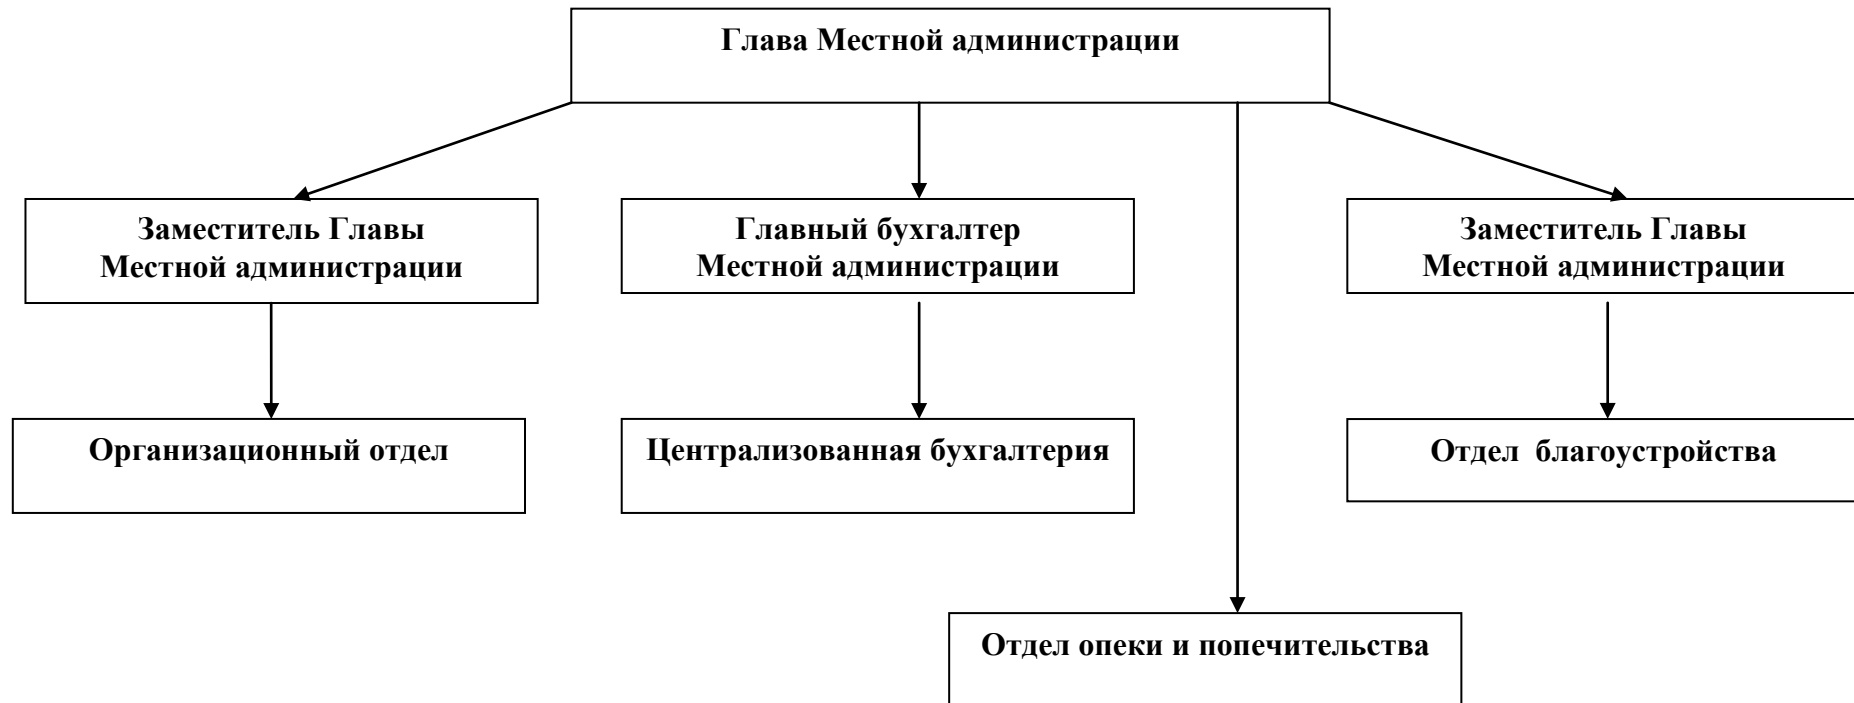 Глава Местной администрации
Заместитель Главы
Местной администрации
Главный бухгалтер
Местной администрации
Заместитель Главы
Местной администрации
Организационный отдел
Централизованная бухгалтерия
Отдел благоустройства
Отдел опеки и попечительства